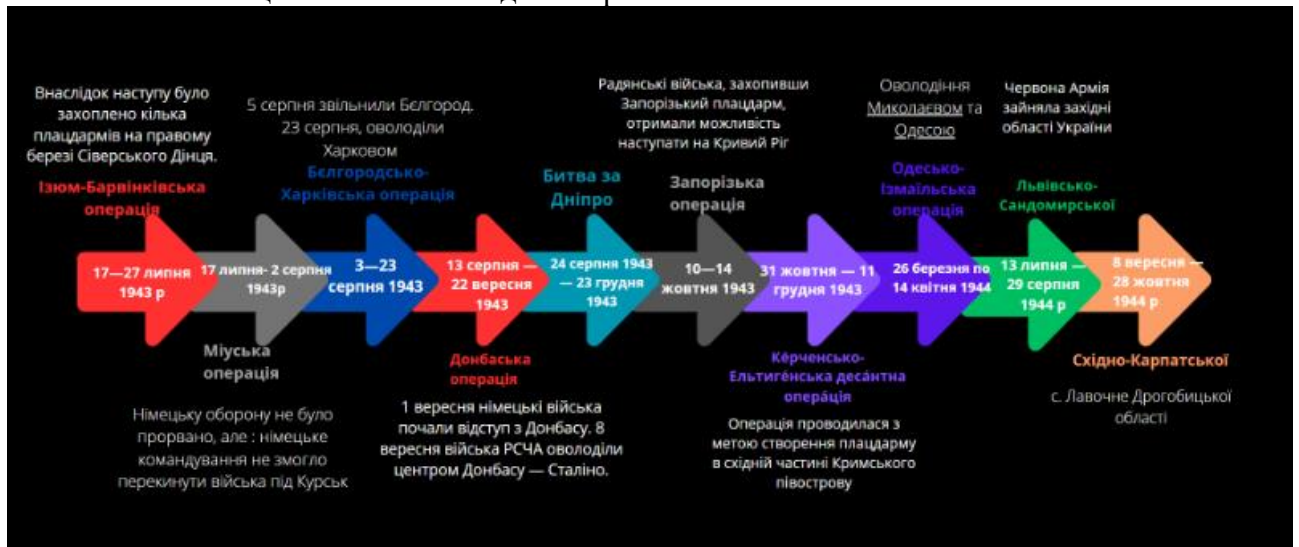 Внаслідок наступу було
захоплено кілька
плацдармів на правому
березі Сіверського Дінця.
Ізюм-Барвінківська
операція
17—27 липня
1943 р
17 липня- 2 серпня
1943р
Міуська
операція
Німецьку оборону не було
прорвано, але : німецьке
командування не змогло
перекинути війська під Курськ
5 серпня звільнили Бєлгород.
23 серпня, оволоділи
Харковом
Бєлгородсько-
Харківська операція
3—23
серпня 1943
13 серпня —
22 вересня
1943
Донбаська
операція
1 вересня німецькі війська
почали відступ з Донбасу. 8
вересня війська РСЧА оволоділи
центром Донбасу — Сталіно.
Битва за
Дніпро
24 серпня 1943
— 23 грудня
1943
Радянські війська, захопивши
Запорізький плацдарм,
отримали можливість
наступати на Кривий Ріг
Запорізька
операція
10—14
жовтня 1943
31 жовтня — 11
грудня 1943
Ке́рченсько-
Ельтиге́нська деса́нтна
опера́ція
Операція проводилася з
метою створення плацдарму
в східній частині Кримського
півострову
Оволодіння
Миколаєвом та
Одесою
Одесько-
Ізмаїльська
операція
26 березня по
14 квітня 1944
Червона Армія
зайняла західні
області України
Львівсько-
Сандомирської
13 липня —
29 серпня
1944 р
8 вересня —
28 жовтня
1944 р
Східно-Карпатської
с. Лавочне Дрогобицької
області